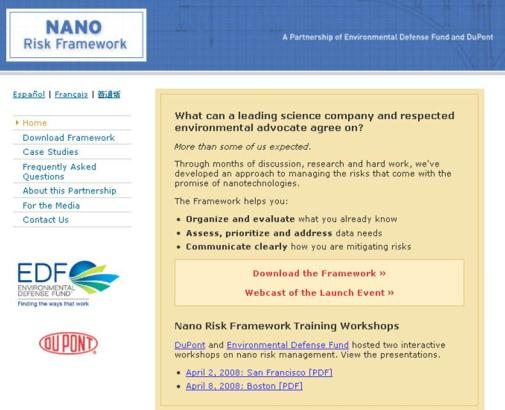 NANO
Risk Framework
A Partnership of Environmental Defense Fund and DuPont
Español | Français |
Home
Download Framework
Case Studies
Frequently Asked
Questions
About this Partnership
For the Media
Contact Us
EDF
ENVIRONMENTAL
DEFENSE FUND
Finding the ways that work
DUPONT
What can a leading science company and respected
environmental advocate agree on?
More than some of us expected.
Through months of discussion, research and hard work, we've
developed an approach to managing the risks that come with the
promise of nanotechnologies.
The Framework helps you:
• Organize and evaluate what you already know
• Assess, prioritize and address data needs
• Communicate clearly how you are mitigating risks
Download the Framework »
Webcast of the Launch Event »
Nano Risk Framework Training Workshops
DuPont and Environmental Defense Fund hosted two interactive
workshops on nano risk management. View the presentations.
• April 2, 2008: San Francisco [PDF]
• April 8, 2008: Boston [PDF]